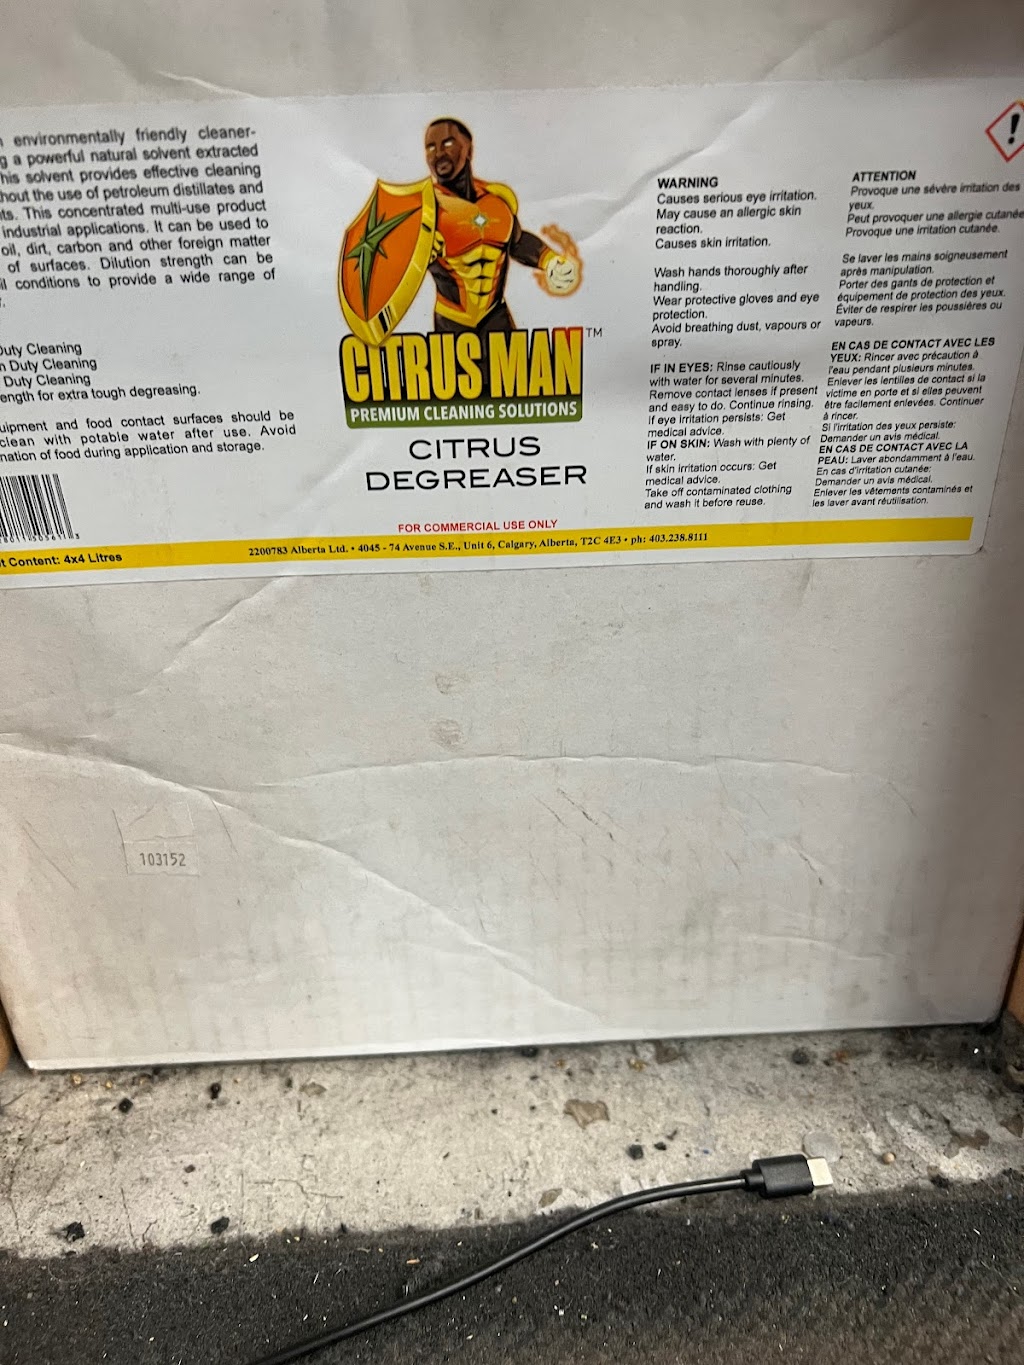 environmentally friendly cleaner-
g a powerful natural solvent extracted
his solvent provides effective cleaning
hout the use of petroleum distillates and
ts. This concentrated multi-use product
industrial applications. It can be used to
oil, dirt, carbon and other foreign matter
of surfaces. Dilution strength can be
il conditions to provide a wide range of
Duty Cleaning
n Duty Cleaning
Duty Cleaning
ength for extra tough degreasing.
uipment and food contact surfaces should be
clean with potable water after use. Avoid
nation of food during application and storage.
t Content: 4x4 Litres
CITRUS MAN™
PREMIUM CLEANING SOLUTIONS
CITRUS
DEGREASER
FOR COMMERCIAL USE ONLY
2200783 Alberta Ltd. • 4045 - 74 Avenue S.E., Unit 6, Calgary, Alberta, T2C 4E3 • ph: 403.238.8111
WARNING
Causes serious eye irritation.
May cause an allergic skin
reaction.
Causes skin irritation.
Wash hands thoroughly after
handling.
Wear protective gloves and eye
protection.
Avoid breathing dust, vapours or
spray.
IF IN EYES: Rinse cautiously
with water for several minutes.
Remove contact lenses if present
and easy to do. Continue rinsing.
If eye irritation persists: Get
medical advice.
IF ON SKIN: Wash with plenty of
water.
If skin irritation occurs: Get
medical advice.
Take off contaminated clothing
and wash it before reuse.
ATTENTION
Provoque une sévère irritation des
yeux.
Peut provoquer une allergie cutanée
Provoque une irritation cutanée.
Se laver les mains soigneusement
après manipulation.
Porter des gants de protection et
équipement de protection des yeux.
Éviter de respirer les poussières ou
vapeurs.
EN CAS DE CONTACT AVEC LES
YEUX: Rincer avec précaution à
l'eau pendant plusieurs minutes.
Enlever les lentilles de contact si la
victime en porte et si elles peuvent
être facilement enlevées. Continuer
à rincer.
Si l'irritation des yeux persiste:
Demander un avis médical.
EN CAS DE CONTACT AVEC LA
PEAU: Laver abondamment à l'eau.
En cas d'irritation cutanée:
Demander un avis médical.
Enlever les vêtements contaminés et
les laver avant réutilisation.
103152